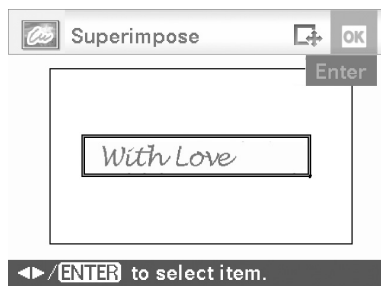 Superimpose
OK
Enter
With Love
/ENTER to select item.